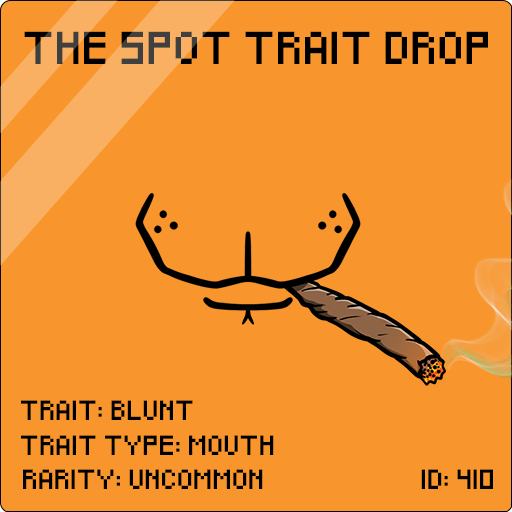 THE SPOT TRAIT DROP
TRAIT: BLUNT
TRAIT TYPE: MOUTH
RARITY: UNCOMMON
ID: 410